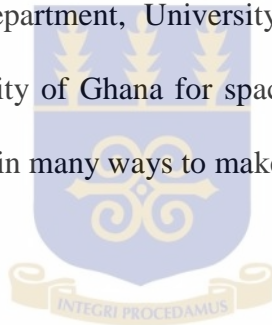 epartment, University
ity of Ghana for spac
in many ways to make
INTEGRI PROCEDAMUS